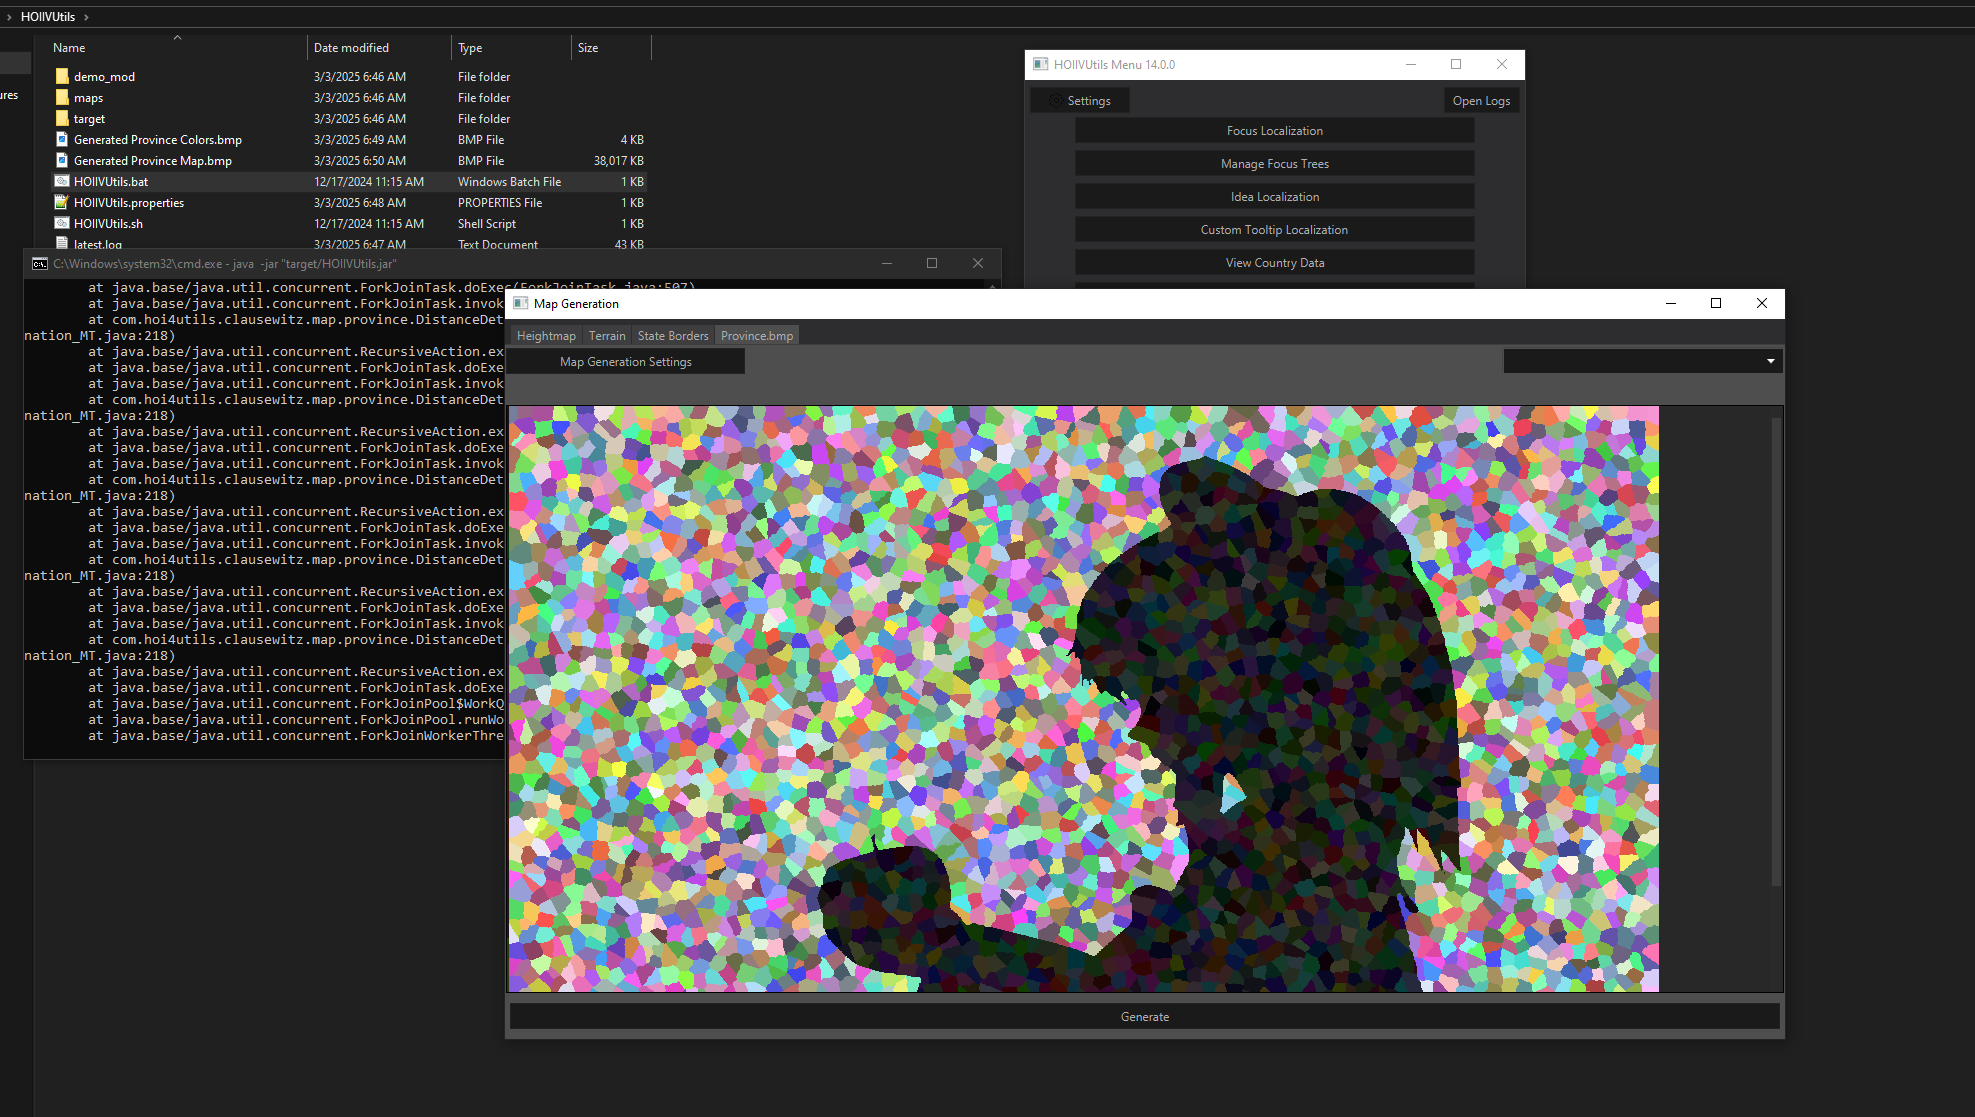 HOIIVUtils
Name Date modified Type Size
ures
demo_mod 3/3/2025 6:46 AM File folder
maps 3/3/2025 6:46 AM File folder
target 3/3/2025 6:46 AM File folder
Generated Province Colors.bmp 3/3/2025 6:49 AM BMP File 4 KB
Generated Province Map.bmp 3/3/2025 6:50 AM BMP File 38,017 KB
HOIIVUtils.bat 12/17/2024 11:15 AM Windows Batch File 1 KB
HOIIVUtils.properties 3/3/2025 6:48 AM PROPERTIES File 1 KB
HOIIVUtils.sh 12/17/2024 11:15 AM Shell Script 1 KB
latest.log 3/3/2025 6:47 AM Text Document 43 KB
HOIIVUtils Menu 14.0.0
Settings
Open Logs
Focus Localization
Manage Focus Trees
Idea Localization
Custom Tooltip Localization
View Country Data
C:\Windows\system32\cmd.exe - java -jar "target/HOIIVUtils.jar"
at java.base/java.util.concurrent.ForkJoinTask.doExec(ForkJoinTask.java:507)
at java.base/java.util.concurrent.ForkJoinTask.invok
at com.hoi4utils.clausewitz.map.province.DistanceDet
nation_MT.java:218)
at java.base/java.util.concurrent.RecursiveAction.ex
at java.base/java.util.concurrent.ForkJoinTask.doExe
at java.base/java.util.concurrent.ForkJoinTask.invok
at com.hoi4utils.clausewitz.map.province.DistanceDet
nation_MT.java:218)
at java.base/java.util.concurrent.RecursiveAction.ex
at java.base/java.util.concurrent.ForkJoinTask.doExe
at java.base/java.util.concurrent.ForkJoinTask.invok
at com.hoi4utils.clausewitz.map.province.DistanceDet
nation_MT.java:218)
at java.base/java.util.concurrent.RecursiveAction.ex
at java.base/java.util.concurrent.ForkJoinTask.doExe
at java.base/java.util.concurrent.ForkJoinTask.invok
at com.hoi4utils.clausewitz.map.province.DistanceDet
nation_MT.java:218)
at java.base/java.util.concurrent.RecursiveAction.ex
at java.base/java.util.concurrent.ForkJoinTask.doExe
at java.base/java.util.concurrent.ForkJoinTask.invok
at com.hoi4utils.clausewitz.map.province.DistanceDet
nation_MT.java:218)
at java.base/java.util.concurrent.RecursiveAction.ex
at java.base/java.util.concurrent.ForkJoinTask.doExe
at java.base/java.util.concurrent.ForkJoinPool$WorkQ
at java.base/java.util.concurrent.ForkJoinPool.runWo
at java.base/java.util.concurrent.ForkJoinWorkerThre
Map Generation
Heightmap Terrain State Borders Province.bmp
Map Generation Settings
Generate